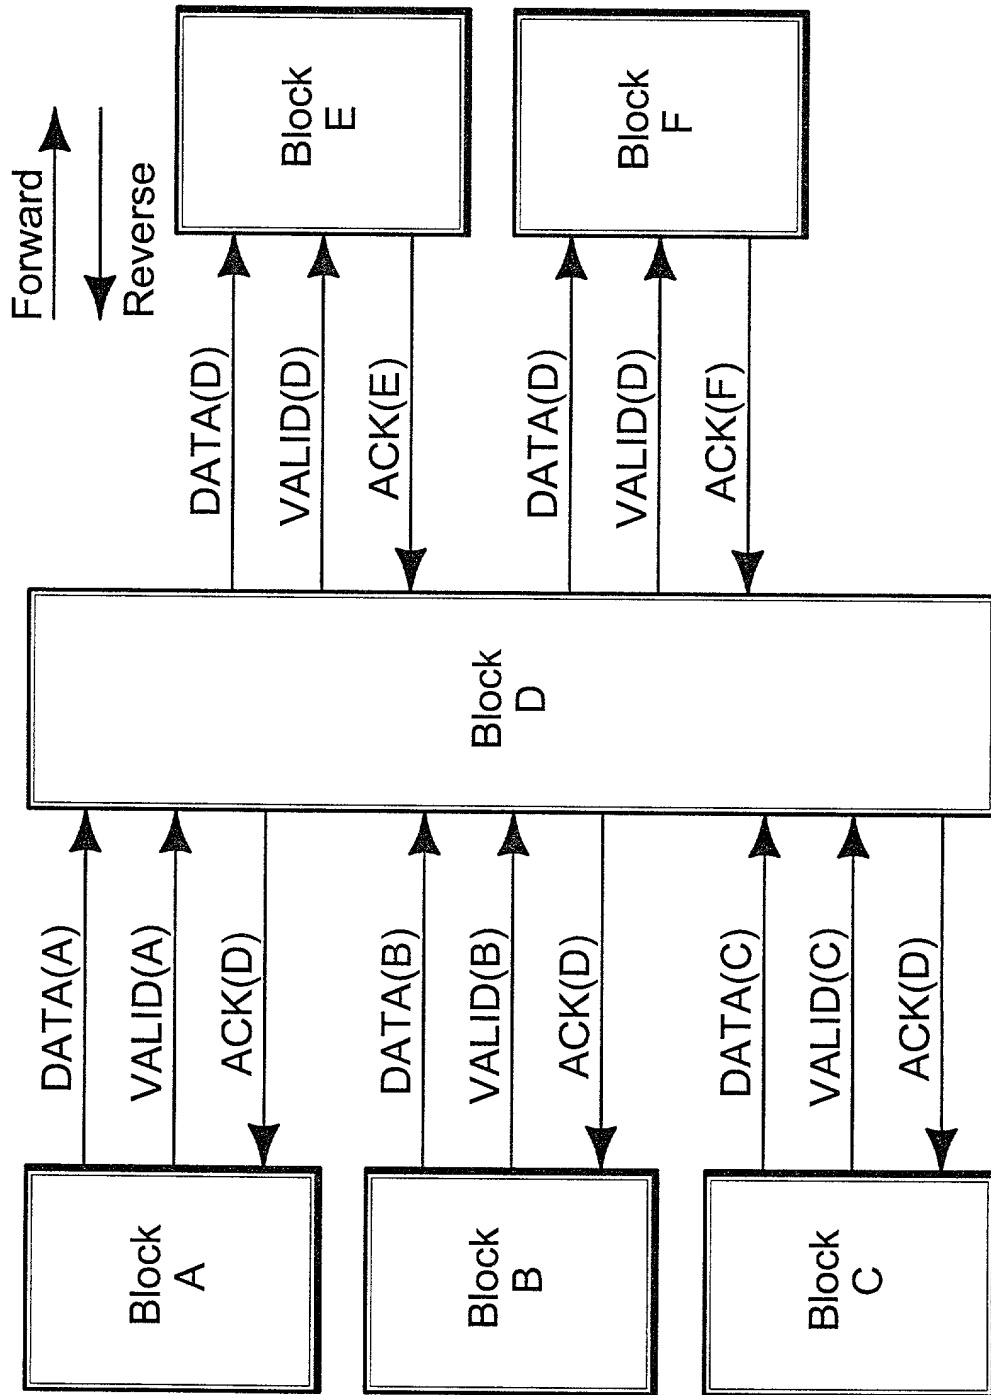 Forward
Reverse
Block
A
DATA(A)
VALID(A)
ACK(D)
Block
B
DATA(B)
VALID(B)
ACK(D)
Block
C
DATA(C)
VALID(C)
ACK(D)
Block
D
DATA(D)
VALID(D)
ACK(E)
Block
E
DATA(D)
VALID(D)
ACK(F)
Block
F